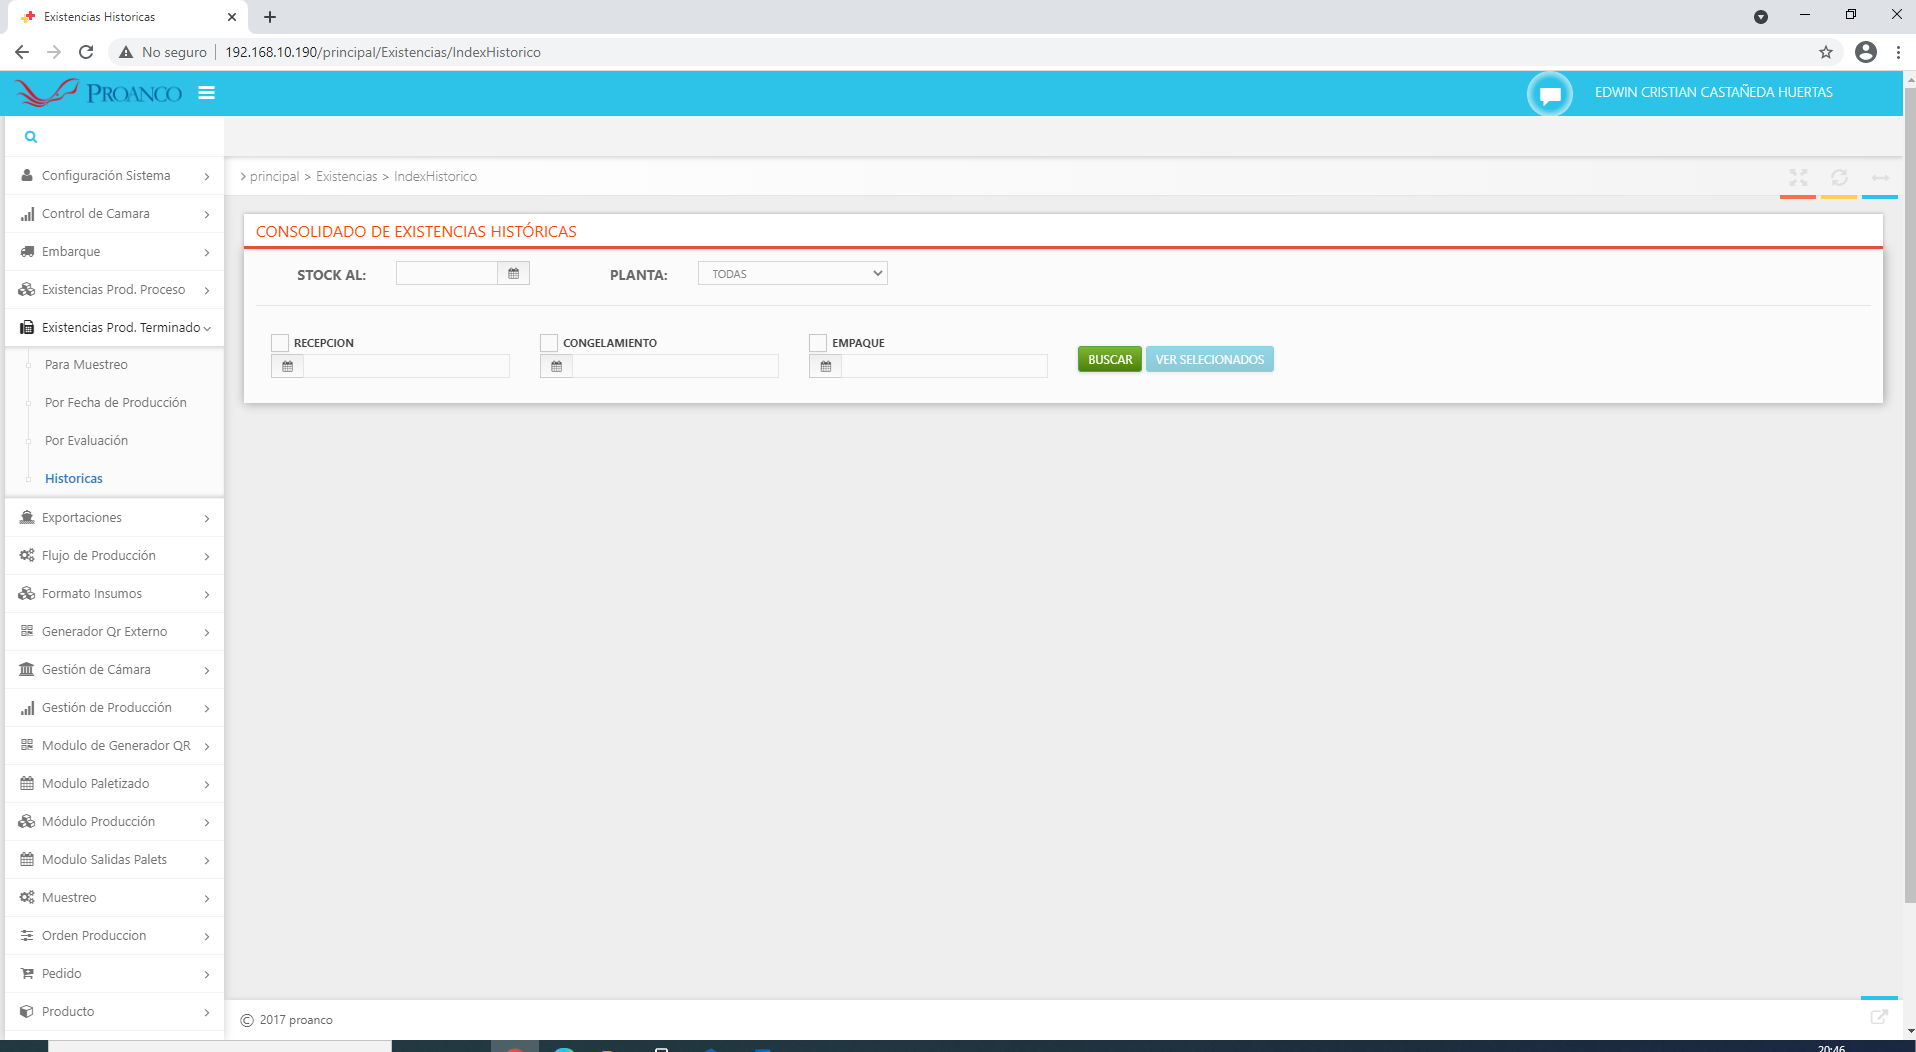 Existencias Historicas
No seguro
192.168.10.190/principal/Existencias/IndexHistorico
PROANCO
EDWIN CRISTIAN CASTAÑEDA HUERTAS
Configuración Sistema
Control de Camara
Embarque
Existencias Prod. Proceso
Existencias Prod. Terminado
Para Muestreo
Por Fecha de Producción
Por Evaluación
Historicas
Exportaciones
Flujo de Producción
Formato Insumos
Generador Qr Externo
Gestión de Cámara
Gestión de Producción
Modulo de Generador QR
Modulo Paletizado
Módulo Producción
Modulo Salidas Palets
Muestreo
Orden Produccion
Pedido
Producto
> principal > Existencias > IndexHistorico
CONSOLIDADO DE EXISTENCIAS HISTÓRICAS
STOCK AL:
PLANTA: TODAS
RECEPCION
CONGELAMIENTO
EMPAQUE
BUSCAR
VER SELECIONADOS
© 2017 proanco
20:46